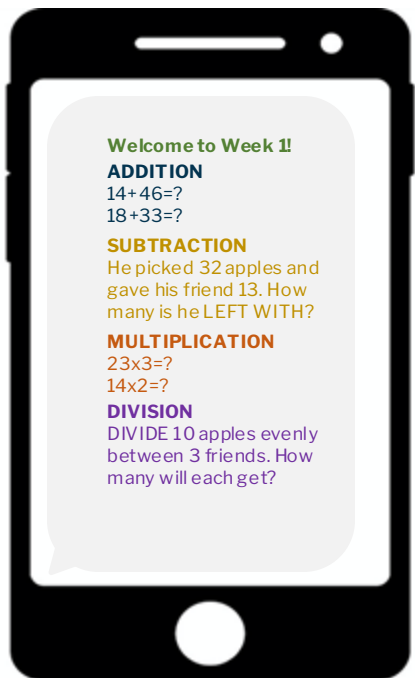 Welcome to Week 1!
ADDITION
14+46=?
18+33=?
SUBTRACTION
He picked 32 apples and
gave his friend 13. How
many is he LEFT WITH?
MULTIPLICATION
23x3=?
14x2=?
DIVISION
DIVIDE 10 apples evenly
between 3 friends. How
many will each get?